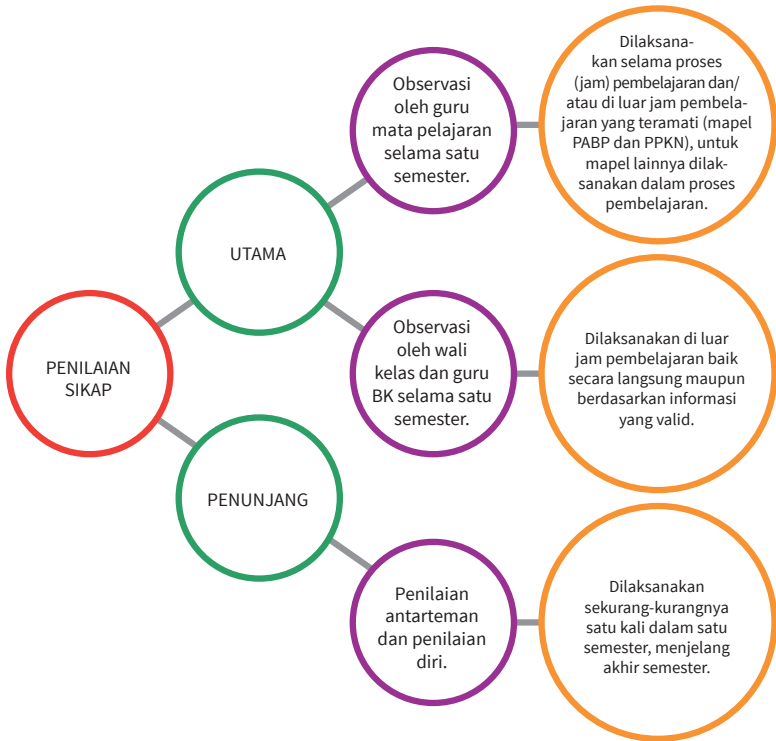 PENILAIAN
SIKAP
UTAMA
Observasi
oleh guru
mata pelajaran
selama satu
semester.
Dilaksana-
kan selama proses
(jam) pembelajaran dan/
atau di luar jam pembela-
jaran yang teramati (mapel
PABP dan PPKN), untuk
mapel lainnya dilak-
sanakan dalam proses
pembelajaran.
Observasi
oleh wali
kelas dan guru
BK selama satu
semester.
Dilaksanakan di luar
jam pembelajaran baik
secara langsung maupun
berdasarkan informasi
yang valid.
PENUNJANG
Penilaian
antarteman
dan penilaian
diri.
Dilaksanakan
sekurang-kurangnya
satu kali dalam satu
semester, menjelang
akhir semester.